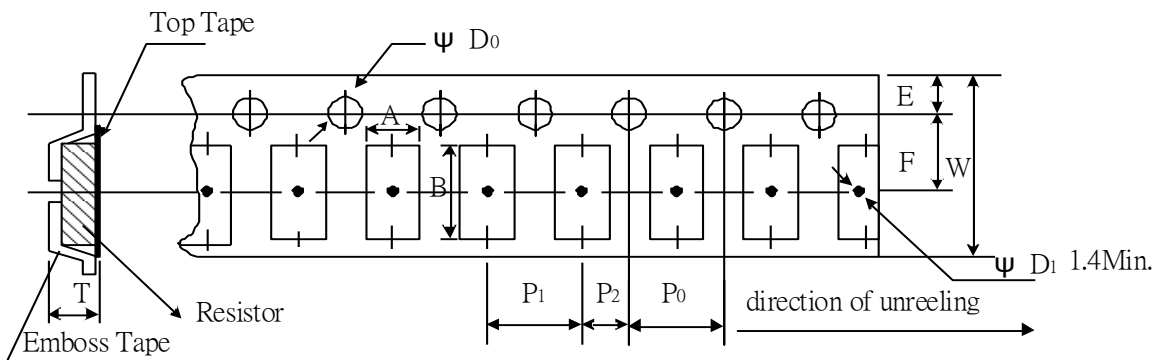 Top Tape
Ψ D0
E
A
F
W
B
Ψ D1 1.4Min.
P1
P2
P0
direction of unreeling
T
Resistor
Emboss Tape